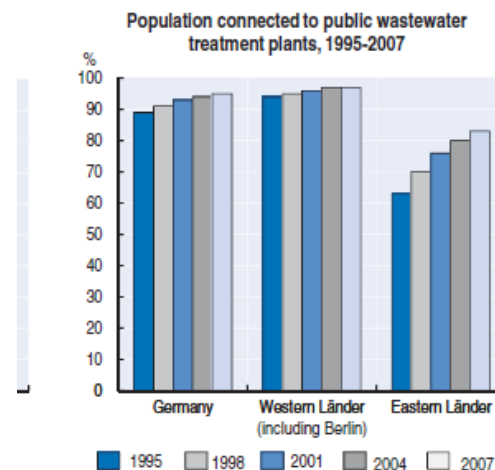 Population connected to public wastewater
treatment plants, 1995-2007
%
100
90
80
70
60
50
40
30
20
10
0
Germany Western Länder Eastern Länder
(including Berlin)
1995 1998 2001 2004 2007